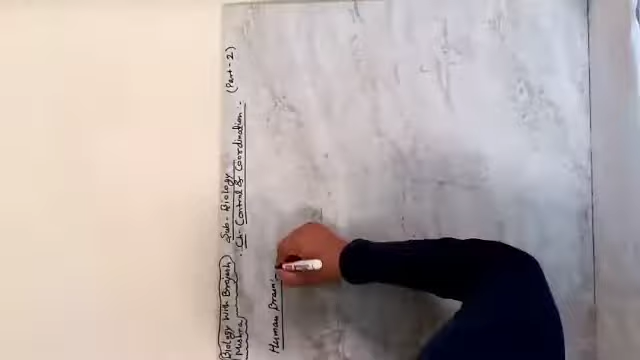 Biology with Brajesh Mishra
Sub- Biology
Ch- Control & Coordination. (Part - 2)
Human Brain:-